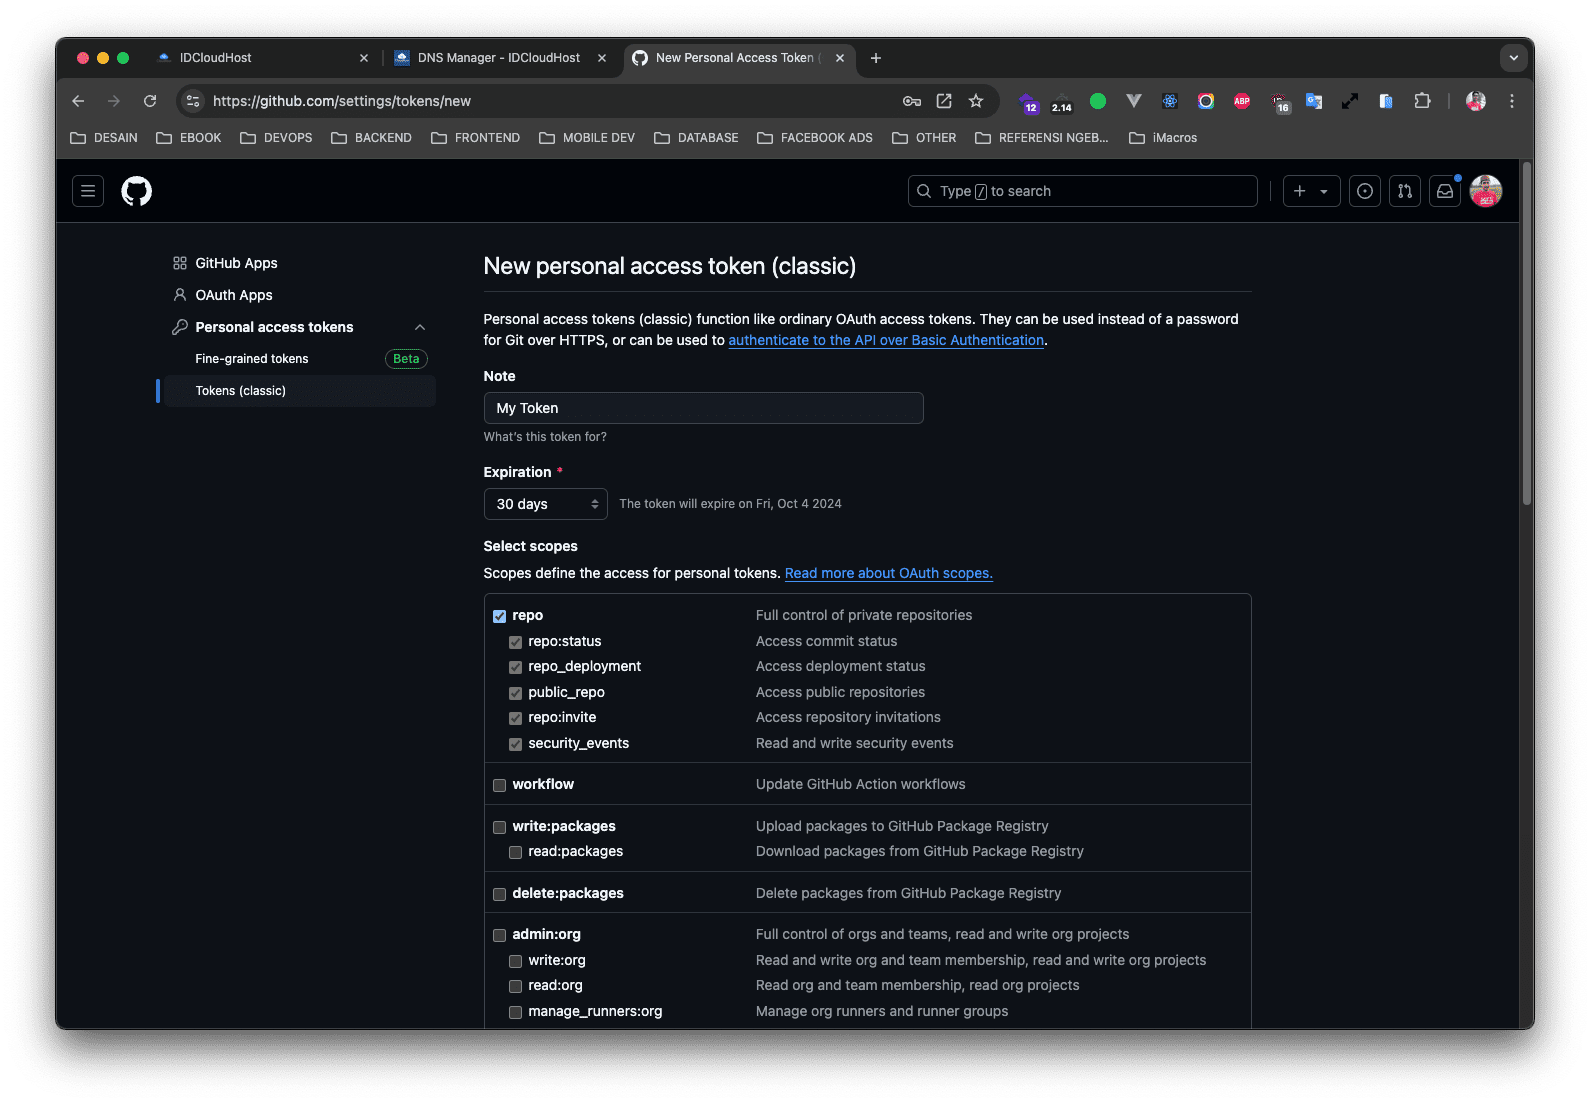 IDCloudHost
DNS Manager - IDCloudHost
New Personal Access Token (
https://github.com/settings/tokens/new
12
2.14
ABP
16
DESAIN
EBOOK
DEVOPS
BACKEND
FRONTEND
MOBILE DEV
DATABASE
FACEBOOK ADS
OTHER
REFERENSI NGEB...
iMacros
Type / to search
GitHub Apps
OAuth Apps
Personal access tokens
Fine-grained tokens
Beta
Tokens (classic)
New personal access token (classic)
Personal access tokens (classic) function like ordinary OAuth access tokens. They can be used instead of a password
for Git over HTTPS, or can be used to authenticate to the API over Basic Authentication.
Note
My Token
What's this token for?
Expiration *
30 days
The token will expire on Fri, Oct 4 2024
Select scopes
Scopes define the access for personal tokens. Read more about OAuth scopes.
repo Full control of private repositories
repo:status Access commit status
repo_deployment Access deployment status
public_repo Access public repositories
repo:invite Access repository invitations
security_events Read and write security events
workflow Update GitHub Action workflows
write:packages Upload packages to GitHub Package Registry
read:packages Download packages from GitHub Package Registry
delete:packages Delete packages from GitHub Package Registry
admin:org Full control of orgs and teams, read and write org projects
write:org Read and write org and team membership, read and write org projects
read:org Read org and team membership, read org projects
manage_runners:org Manage org runners and runner groups